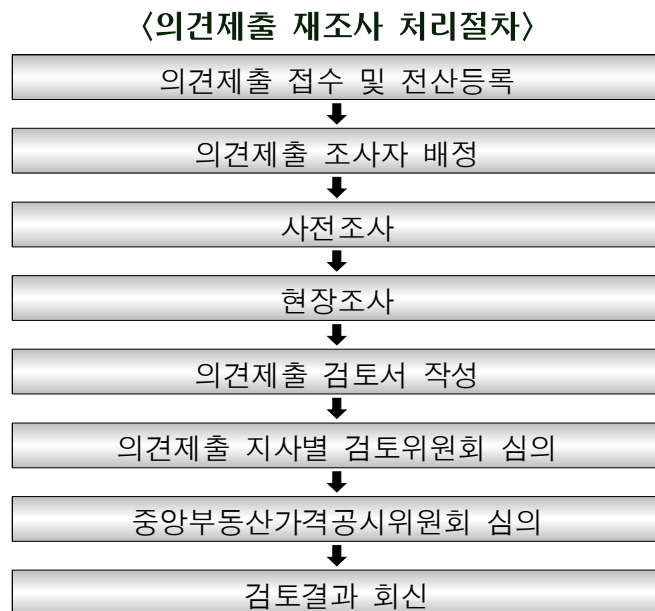 〈의견제출 재조사 처리절차〉
의견제출 접수 및 전산등록
의견제출 조사자 배정
사전조사
현장조사
의견제출 검토서 작성
의견제출 지사별 검토위원회 심의
중앙부동산가격공시위원회 심의
검토결과 회신